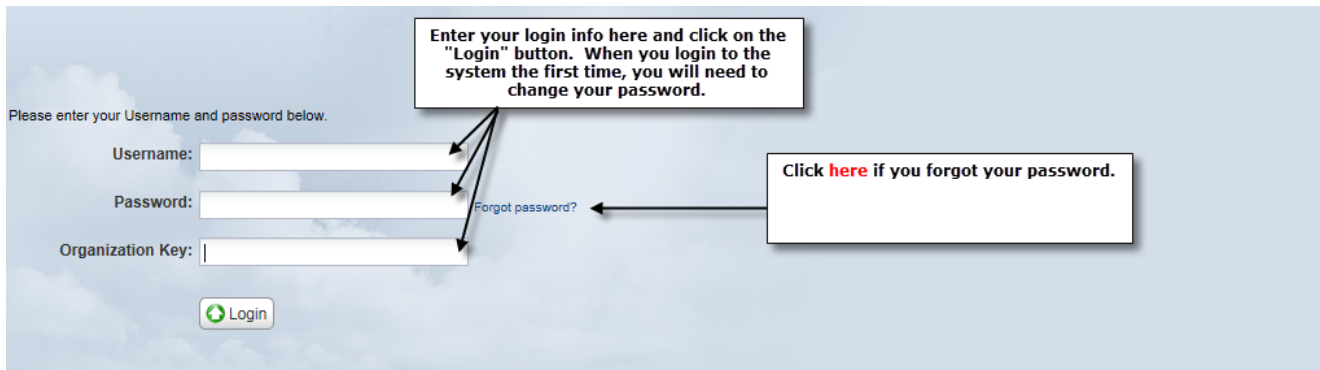 Enter your login info here and click on the
"Login" button.  When you login to the
system the first time, you will need to
change your password.
Please enter your Username and password below.
Username:
Click here if you forgot your password.
Password:
Forgot password?
Organization Key:
Login